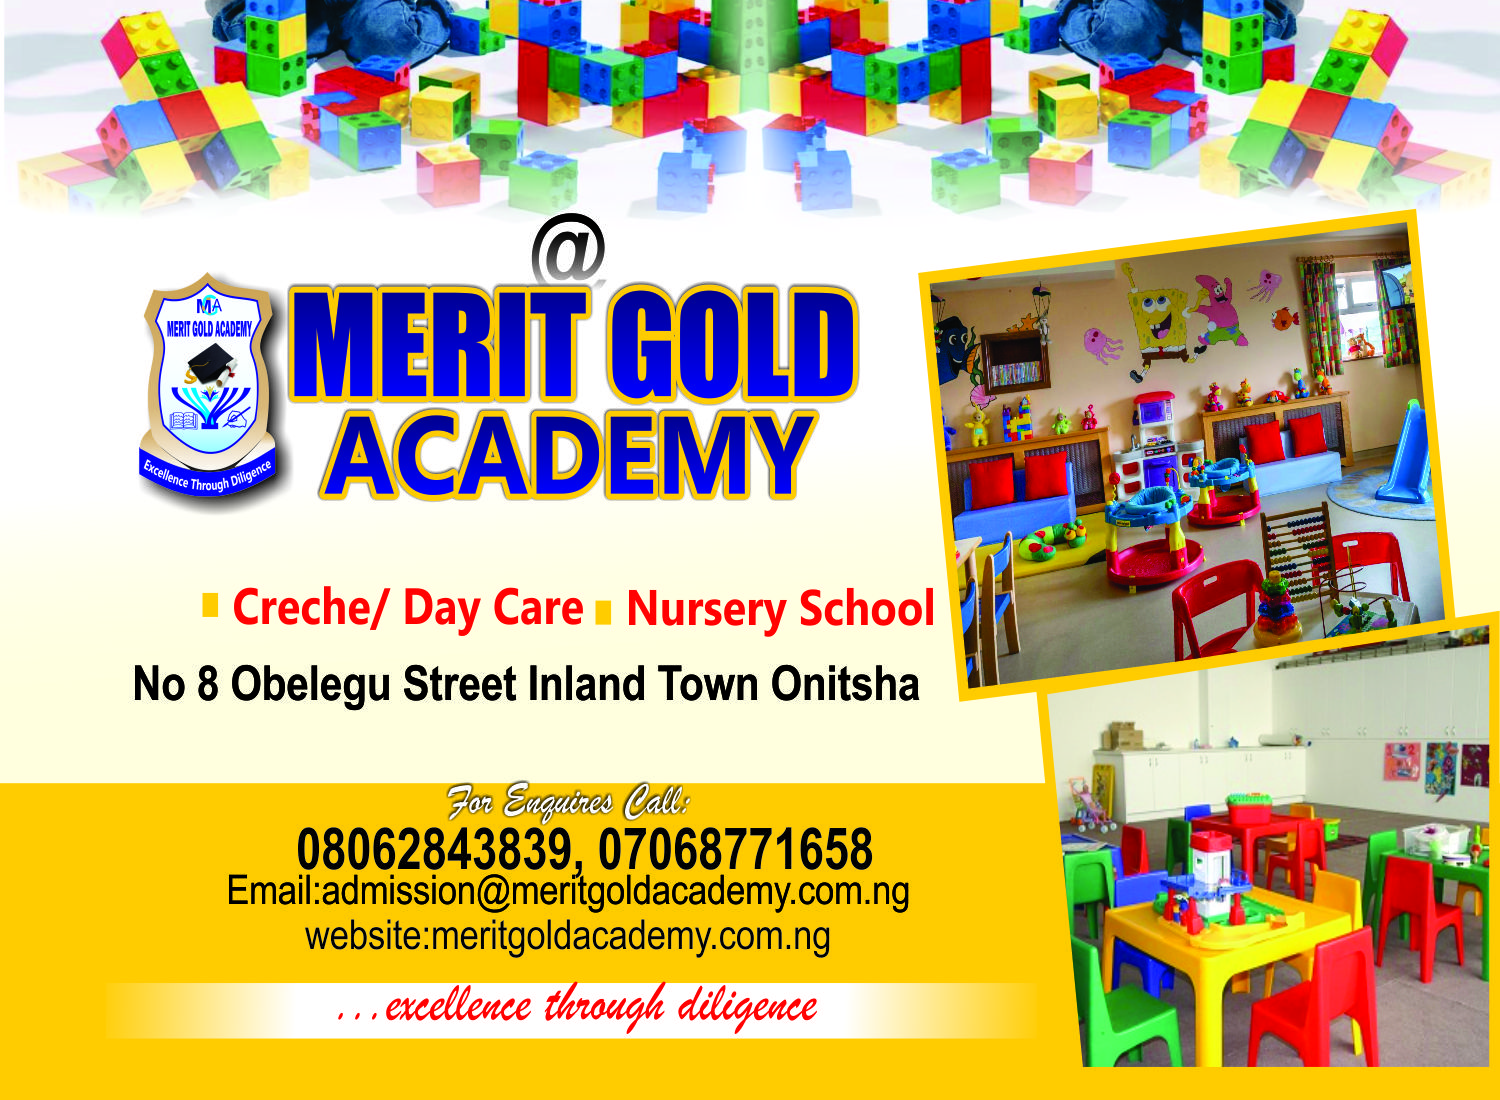 @
MGA
MERIT GOLD ACADEMY
Excellence Through Diligence
MERIT GOLD
ACADEMY
Creche/ Day Care Nursery School
No 8 Obelegu Street Inland Town Onitsha
For Enquires Call:
08062843839, 07068771658
Email:admission@meritgoldacademy.com.ng
website:meritgoldacademy.com.ng
...excellence through diligence